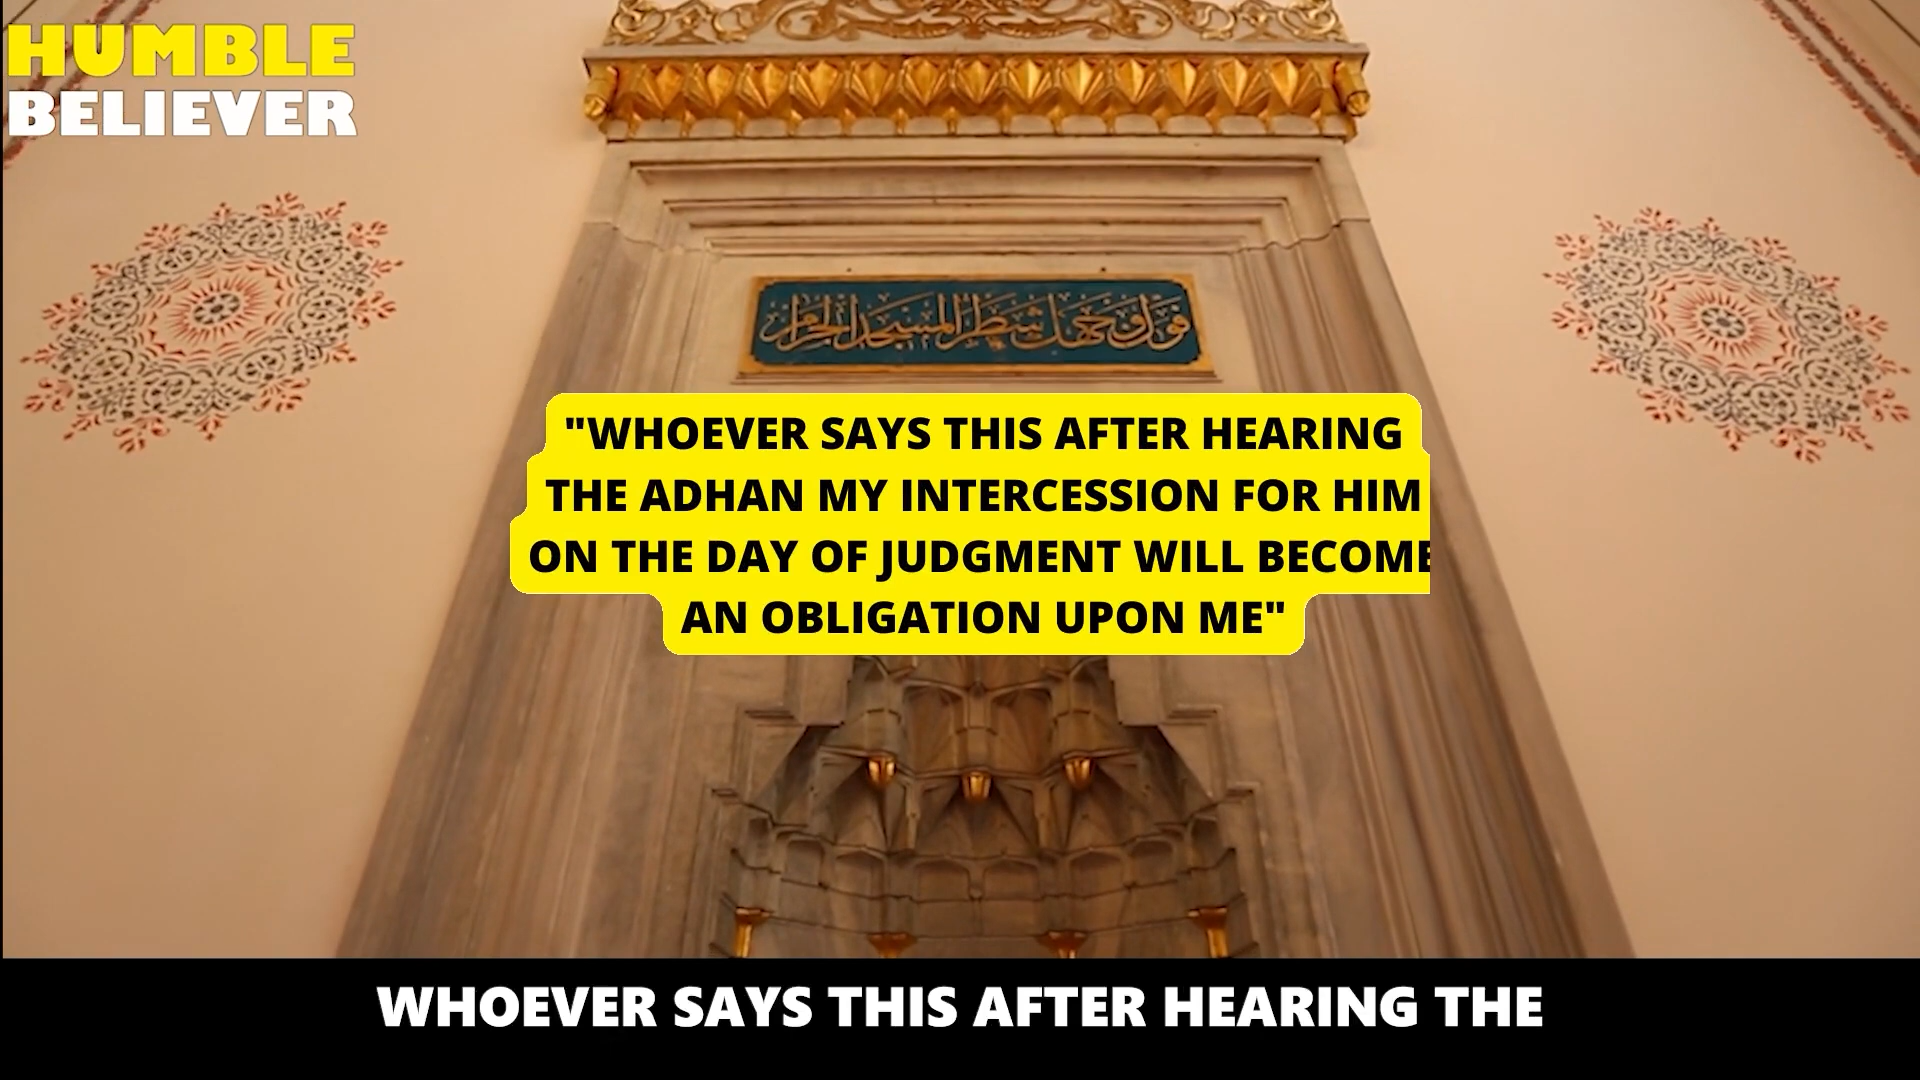 HUMBLE
BELIEVER
فول وجهك شطر المسجد الحرام
"WHOEVER SAYS THIS AFTER HEARING
THE ADHAN MY INTERCESSION FOR HIM
ON THE DAY OF JUDGMENT WILL BECOME
AN OBLIGATION UPON ME"
WHOEVER SAYS THIS AFTER HEARING THE